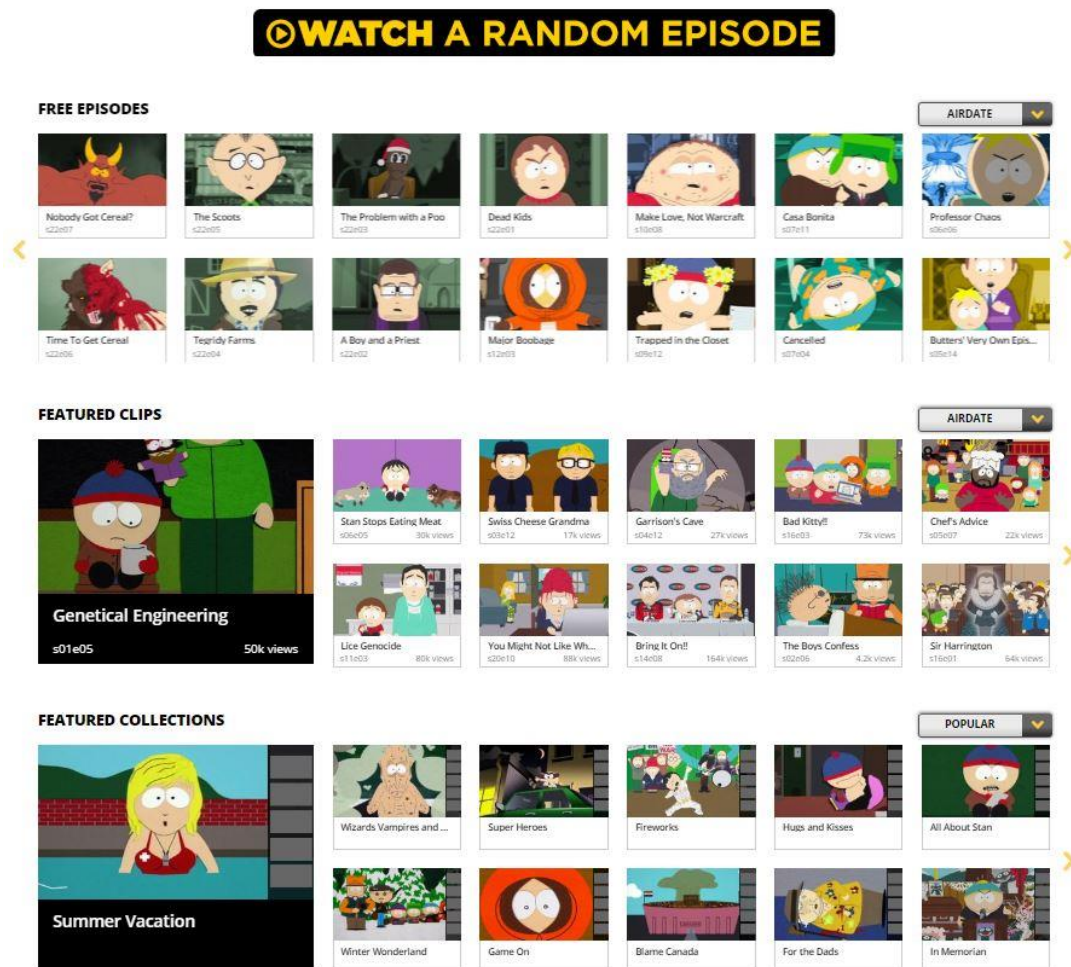 WATCH A RANDOM EPISODE
FREE EPISODES
AIRDATE
Nobody Got Cereal?
s22e07
The Scoots
s22e05
The Problem with a Poo
s22e03
Dead Kids
s22e01
Make Love, Not Warcraft
s10e08
Casa Bonita
s07e11
Professor Chaos
s06e06
Time To Get Cereal
s22e06
Tegridy Farms
s22e04
A Boy and a Priest
s22e02
Major Boobage
s12e03
Trapped in the Closet
s09e12
Cancelled
s07e04
Butters' Very Own Epis...
s05e14
FEATURED CLIPS
AIRDATE
Genetical Engineering
s01e05 50k views
Stan Stops Eating Meat
s06e05 30k views
Swiss Cheese Grandma
s03e12 17k views
Garrison's Cave
s04e12 27k views
Bad Kitty!!
s16e03 73k views
Chef's Advice
s05e07 22k views
Lice Genocide
s11e03 80k views
You Might Not Like Wh...
s20e10 88k views
Bring It On!!
s14e08 164k views
The Boys Confess
s02e06 4.2k views
Sir Harrington
s16e01 64k views
FEATURED COLLECTIONS
POPULAR
Summer Vacation
Wizards Vampires and ...
Super Heroes
Fireworks
Hugs and Kisses
All About Stan
Winter Wonderland
Game On
Blame Canada
For the Dads
In Memorian